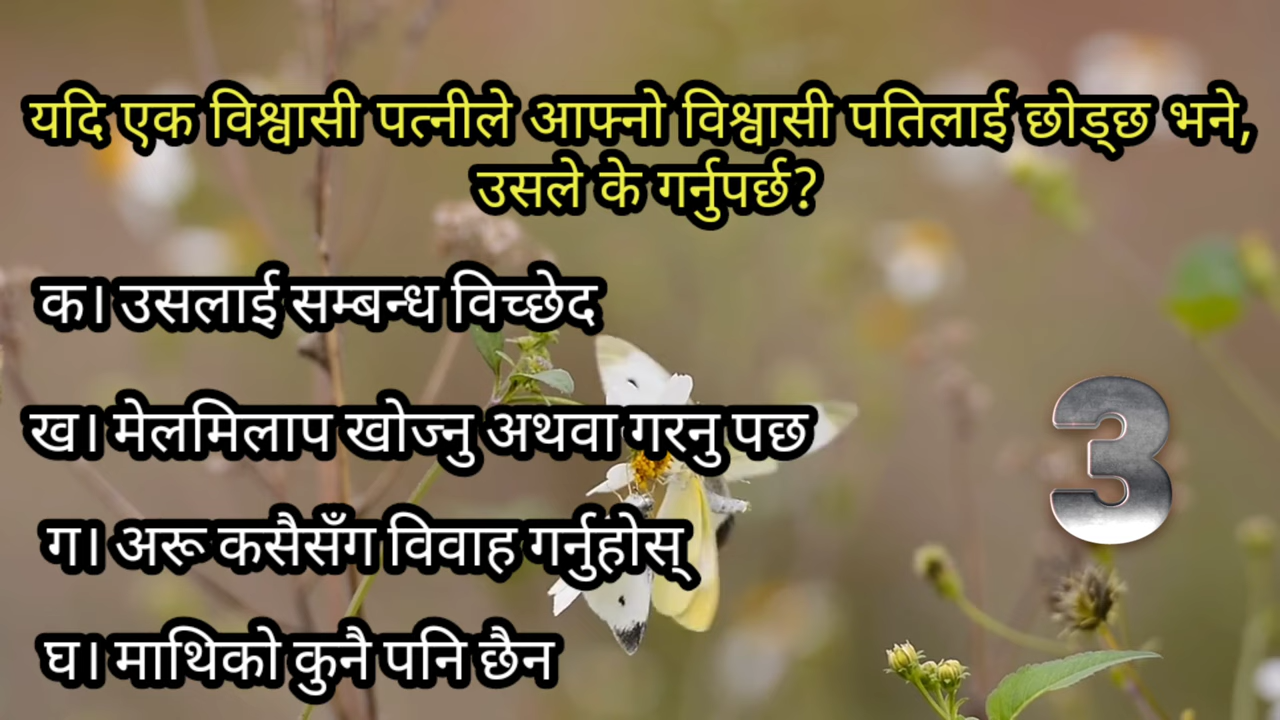 यदि एक विश्वासी पत्नीले आफ्नो विश्वासी पतिलाई छोड्छ भने,
उसले के गर्नुपर्छ?
क। उसलाई सम्बन्ध विच्छेद
ख। मेलमिलाप खोज्नु अथवा गरनु पछ
3
ग। अरू कसैसँग विवाह गर्नुहोस्
घ। माथिको कुनै पनि छैन